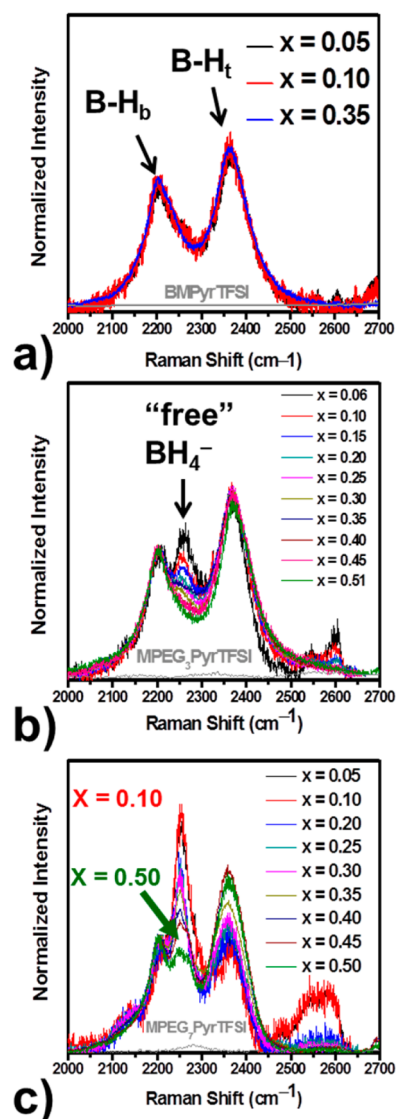 x = 0.05
x = 0.10
x = 0.35
B-Hₜ
B-H_b
Normalized Intensity
BMPyrTFSI
2000 2100 2200 2300 2400 2500 2600 2700
Raman Shift (cm–1)
a)
"free"
BH₄⁻
x = 0.06
x = 0.10
x = 0.15
x = 0.20
x = 0.25
x = 0.30
x = 0.35
x = 0.40
x = 0.45
x = 0.51
Normalized Intensity
MPEG₃PyrTFSI
2000 2100 2200 2300 2400 2500 2600 2700
Raman Shift (cm⁻¹)
b)
X = 0.10
X = 0.50
x = 0.05
x = 0.10
x = 0.20
x = 0.25
x = 0.30
x = 0.35
x = 0.40
x = 0.45
x = 0.50
Normalized Intensity
MPEG₇PyrTFSI
2000 2100 2200 2300 2400 2500 2600 2700
Raman Shift (cm⁻¹)
c)